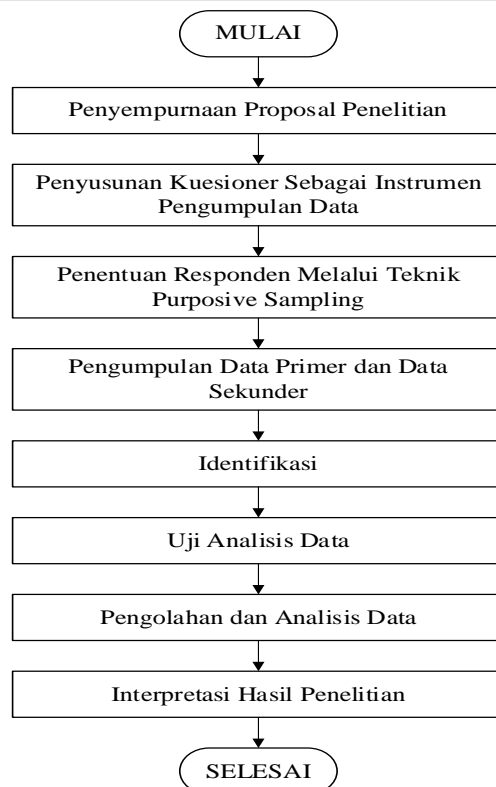 MULAI
Penyempurnaan Proposal Penelitian
Penyusunan Kuesioner Sebagai Instrumen
Pengumpulan Data
Penentuan Responden Melalui Teknik
Purposive Sampling
Pengumpulan Data Primer dan Data
Sekunder
Identifikasi
Uji Analisis Data
Pengolahan dan Analisis Data
Interpretasi Hasil Penelitian
SELESAI